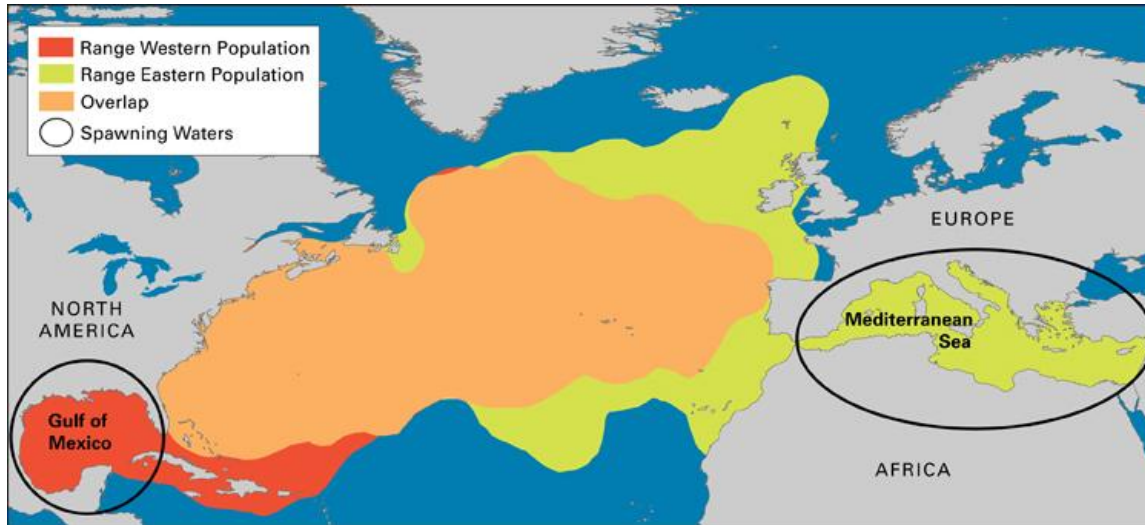 Range Western Population
Range Eastern Population
Overlap
Spawning Waters
EUROPE
NORTH
AMERICA
Mediterranean
Sea
Gulf of
Mexico
AFRICA